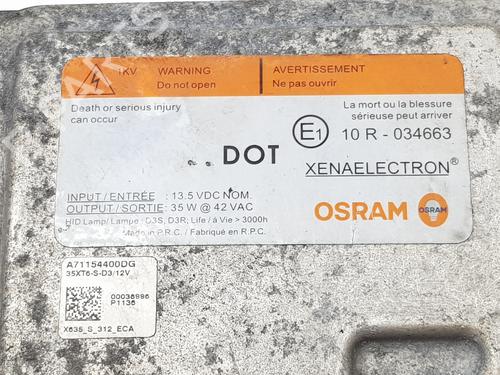 1KV WARNING
Do not open
AVERTISSEMENT
Ne pas ouvrir
Death or serious injury
can occur
La mort ou la blessure
sérieuse peut arriver
E1 10 R - 034663
DOT
XENAELECTRON®
INPUT / ENTRÉE : 13.5 VDC NOM.
OUTPUT / SORTIE: 35 W @ 42 VAC
HID Lamp/ Lampe : D3S, D3R; Life / à Vie > 3000h
Made in P.R.C. / Fabriqué en R.P.C.
OSRAM OSRAM
A71154400DG
35XT6-S-D3/12V
00036996
P1136
X635_S_312_ECA